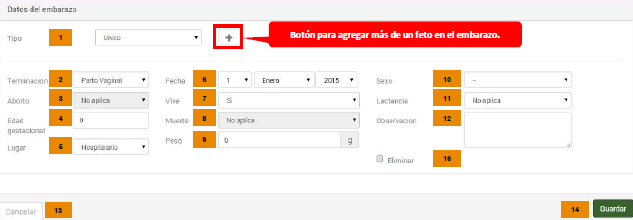 Datos del embarazo
Tipo 1 Unico + Botón para agregar más de un feto en el embarazo.
Terminacion 2 Parto Vaginal Fecha 6 1 Enero 2015 Sexo 10 --
Aborto 3 No aplica Vive 7 Si Lactancia 11 No aplica
Edad gestacional 4 0 Muerte 8 No aplica Observacion 12
Lugar 5 Hospitalario Peso 9 0 g
Eliminar 16
Cancelar 13 14 Guardar